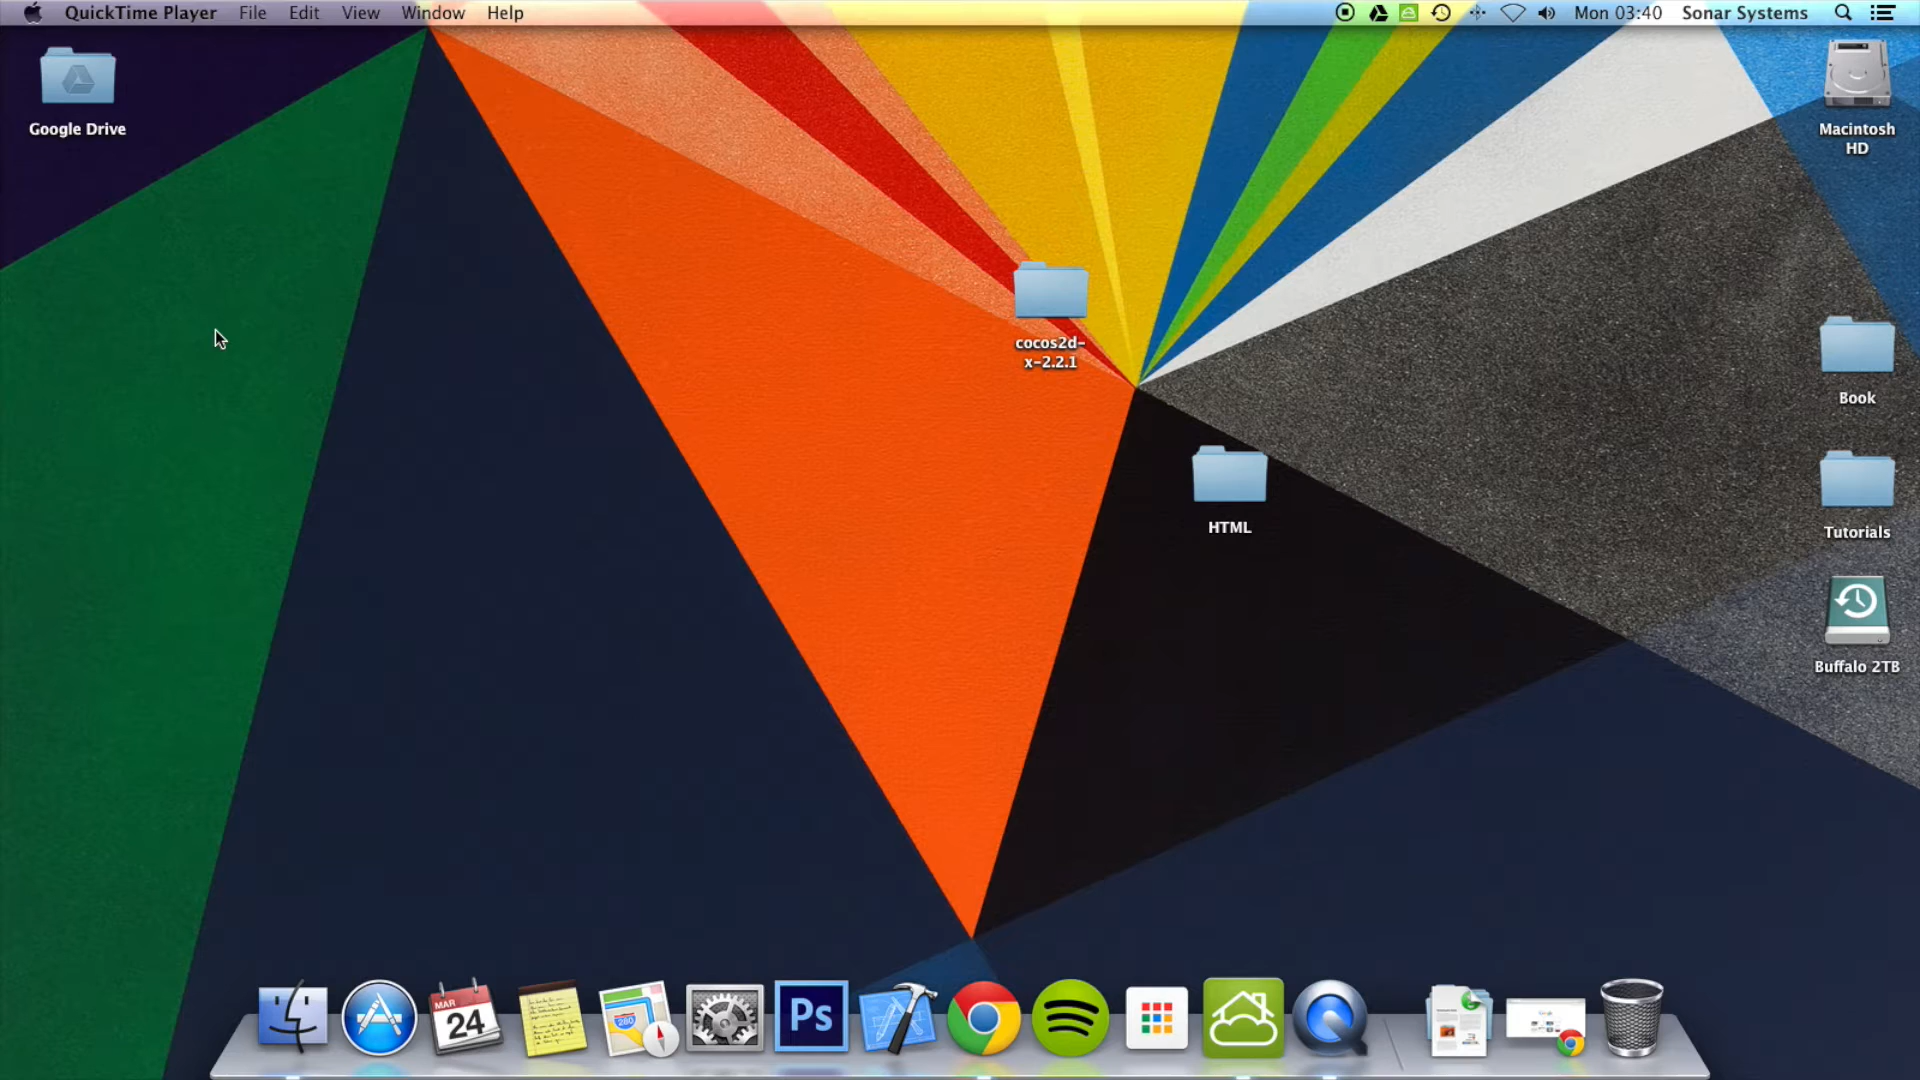 QuickTime Player File Edit View Window Help Mon 03:40 Sonar Systems
Google Drive
Macintosh
HD
cocos2d-
x-2.2.1
Book
HTML
Tutorials
Buffalo 2TB
MAR
24
280
Ps